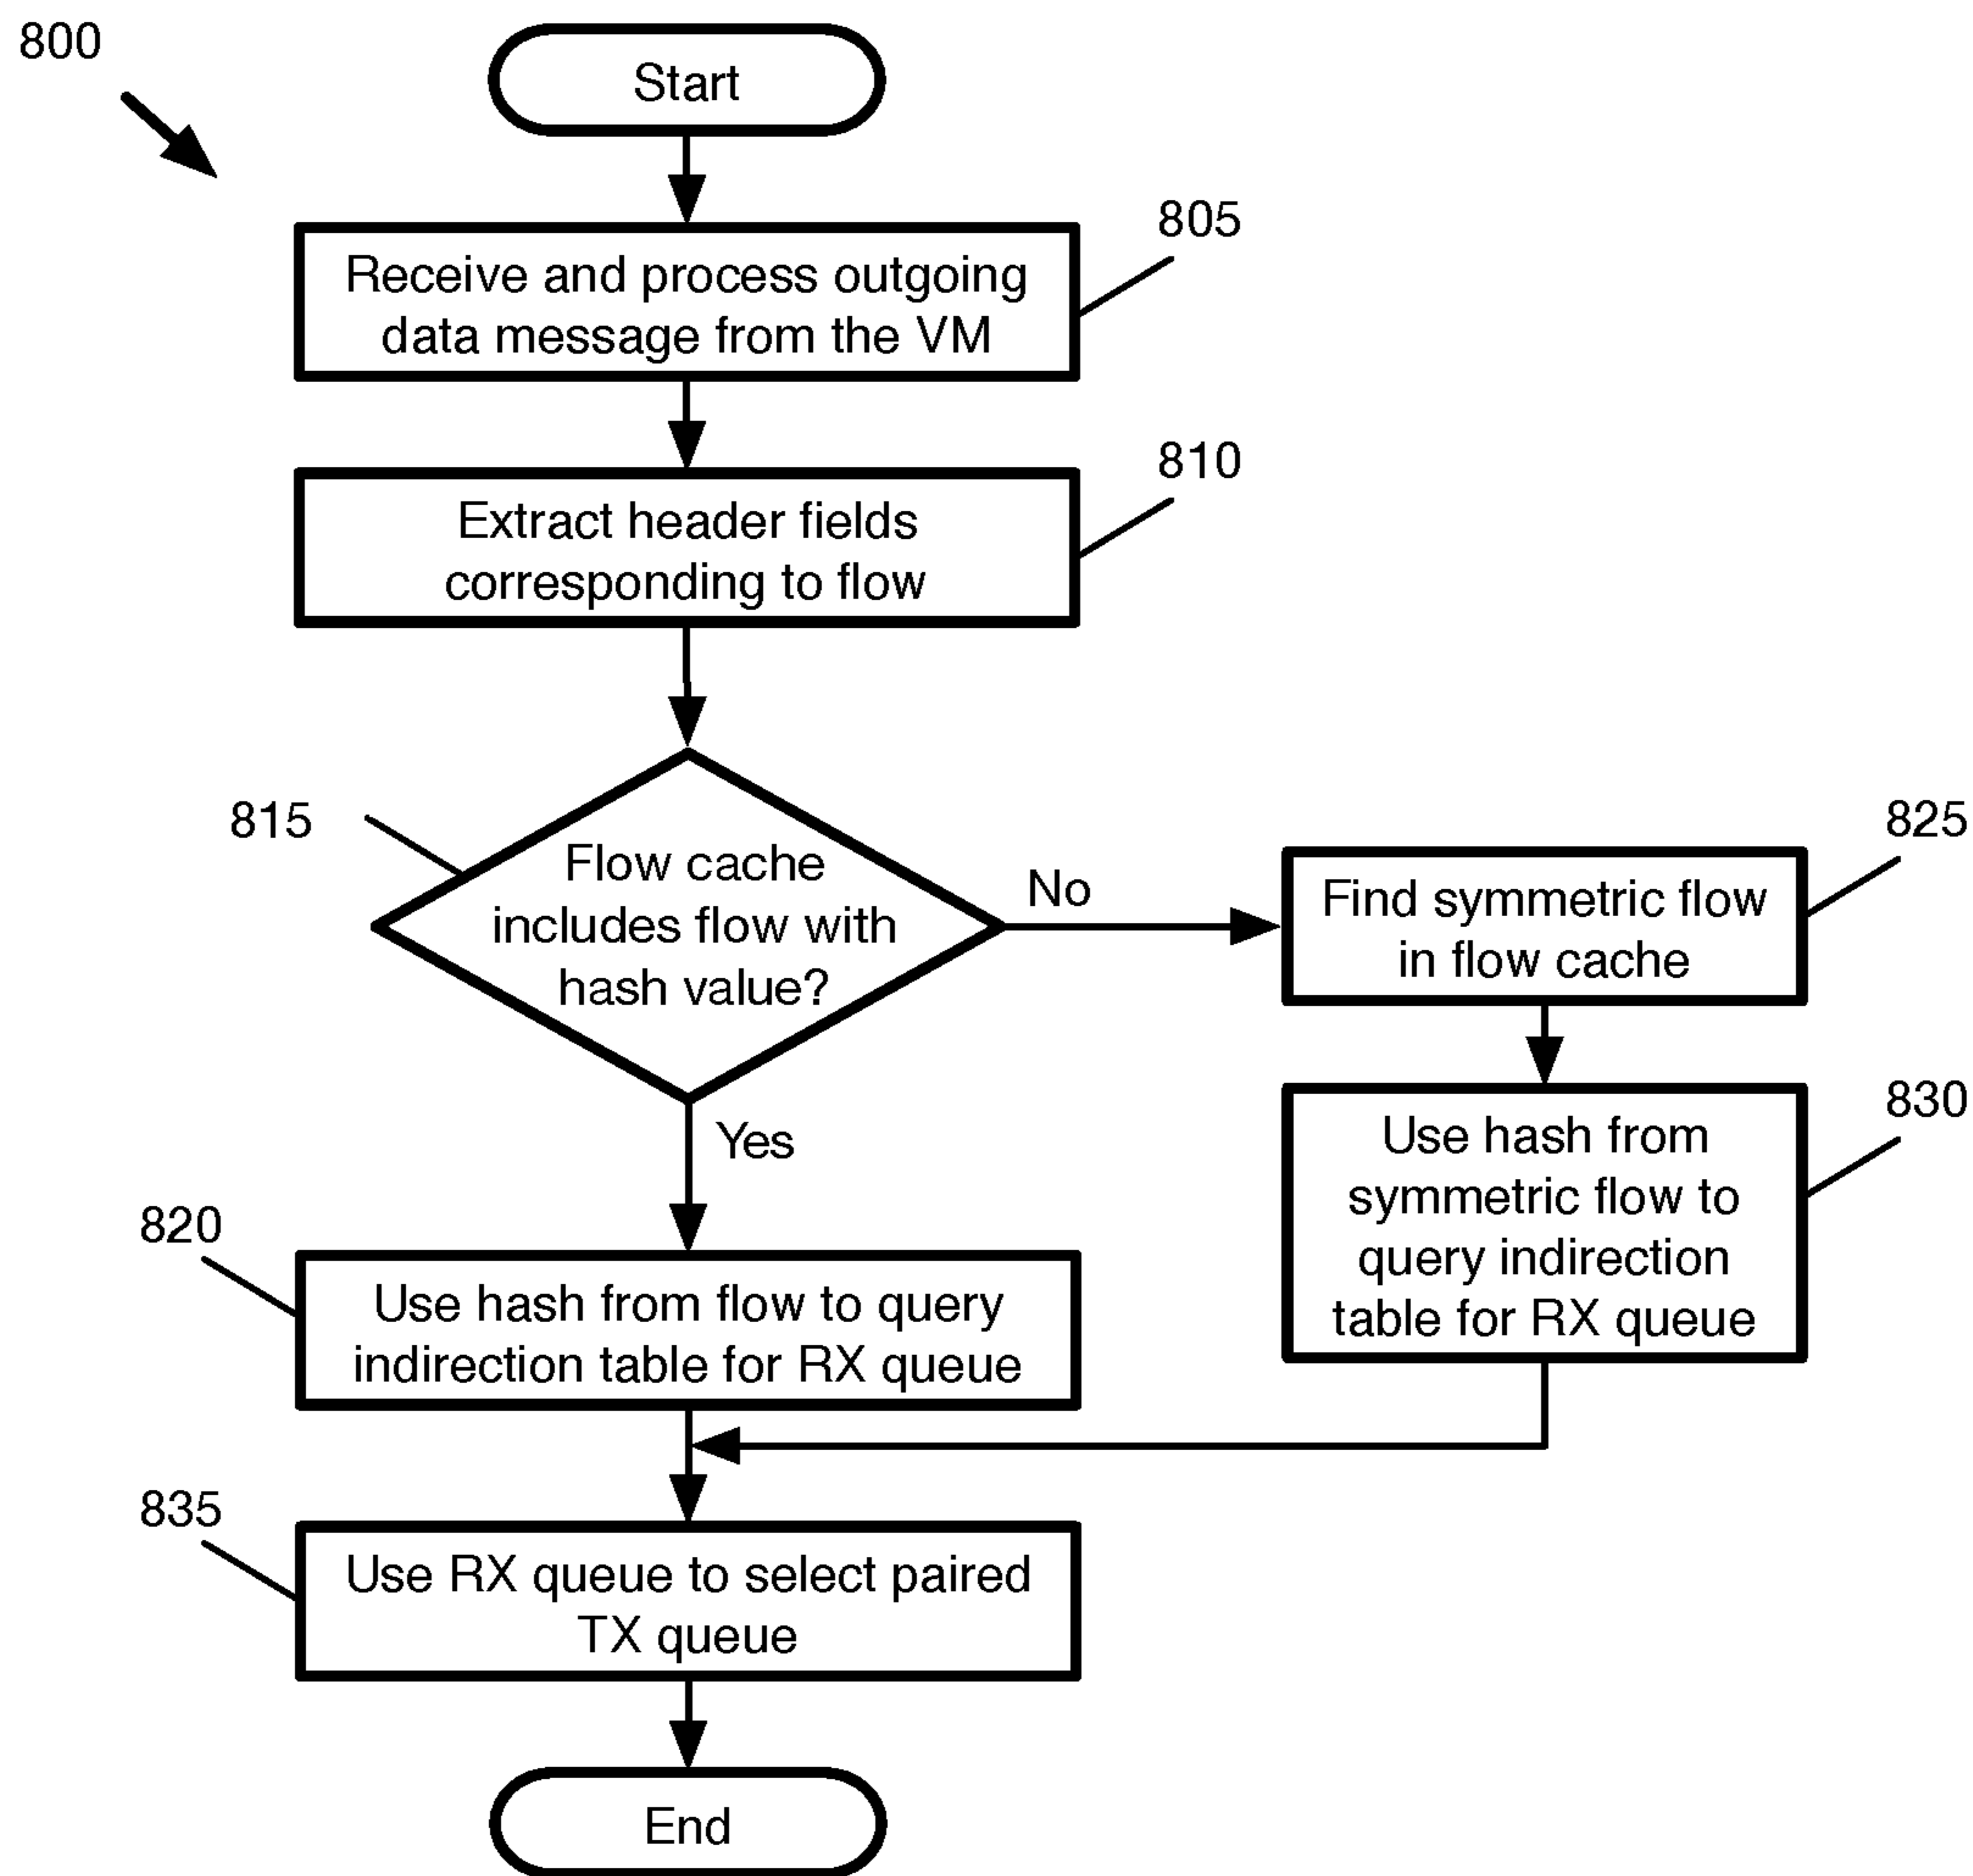 800
Start
805
Receive and process outgoing
data message from the VM
810
Extract header fields
corresponding to flow
815
Flow cache
includes flow with
hash value?
No
825
Find symmetric flow
in flow cache
Yes
830
Use hash from
symmetric flow to
query indirection
table for RX queue
820
Use hash from flow to query
indirection table for RX queue
835
Use RX queue to select paired
TX queue
End